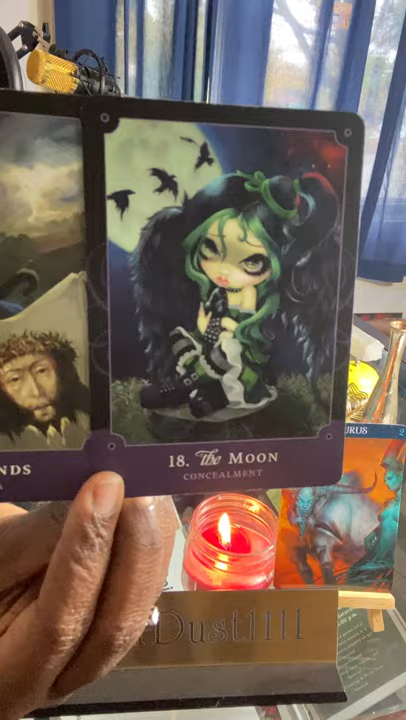 NDS
18. The Moon
CONCEALMENT
URUS 2
Dust1111